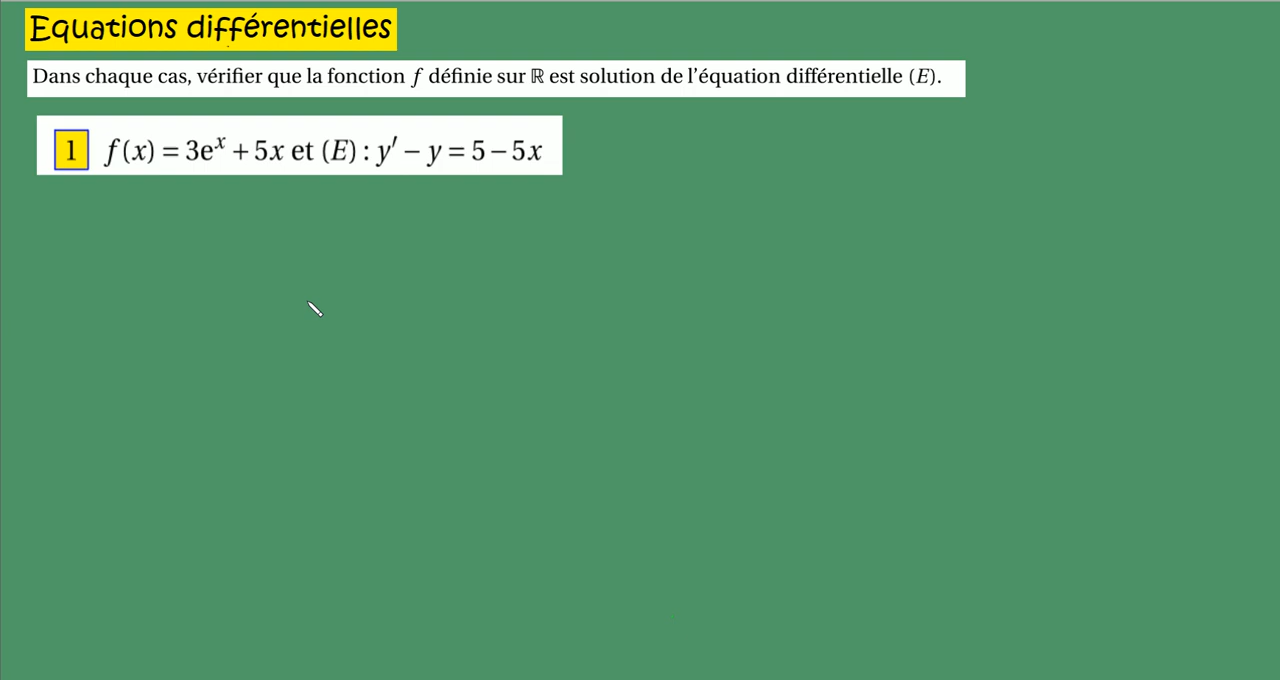 Equations différentielles
Dans chaque cas, vérifier que la fonction f définie sur ℝ est solution de l'équation différentielle (E).
1 f(x) = 3eˣ + 5x et (E) : y′ − y = 5 − 5x